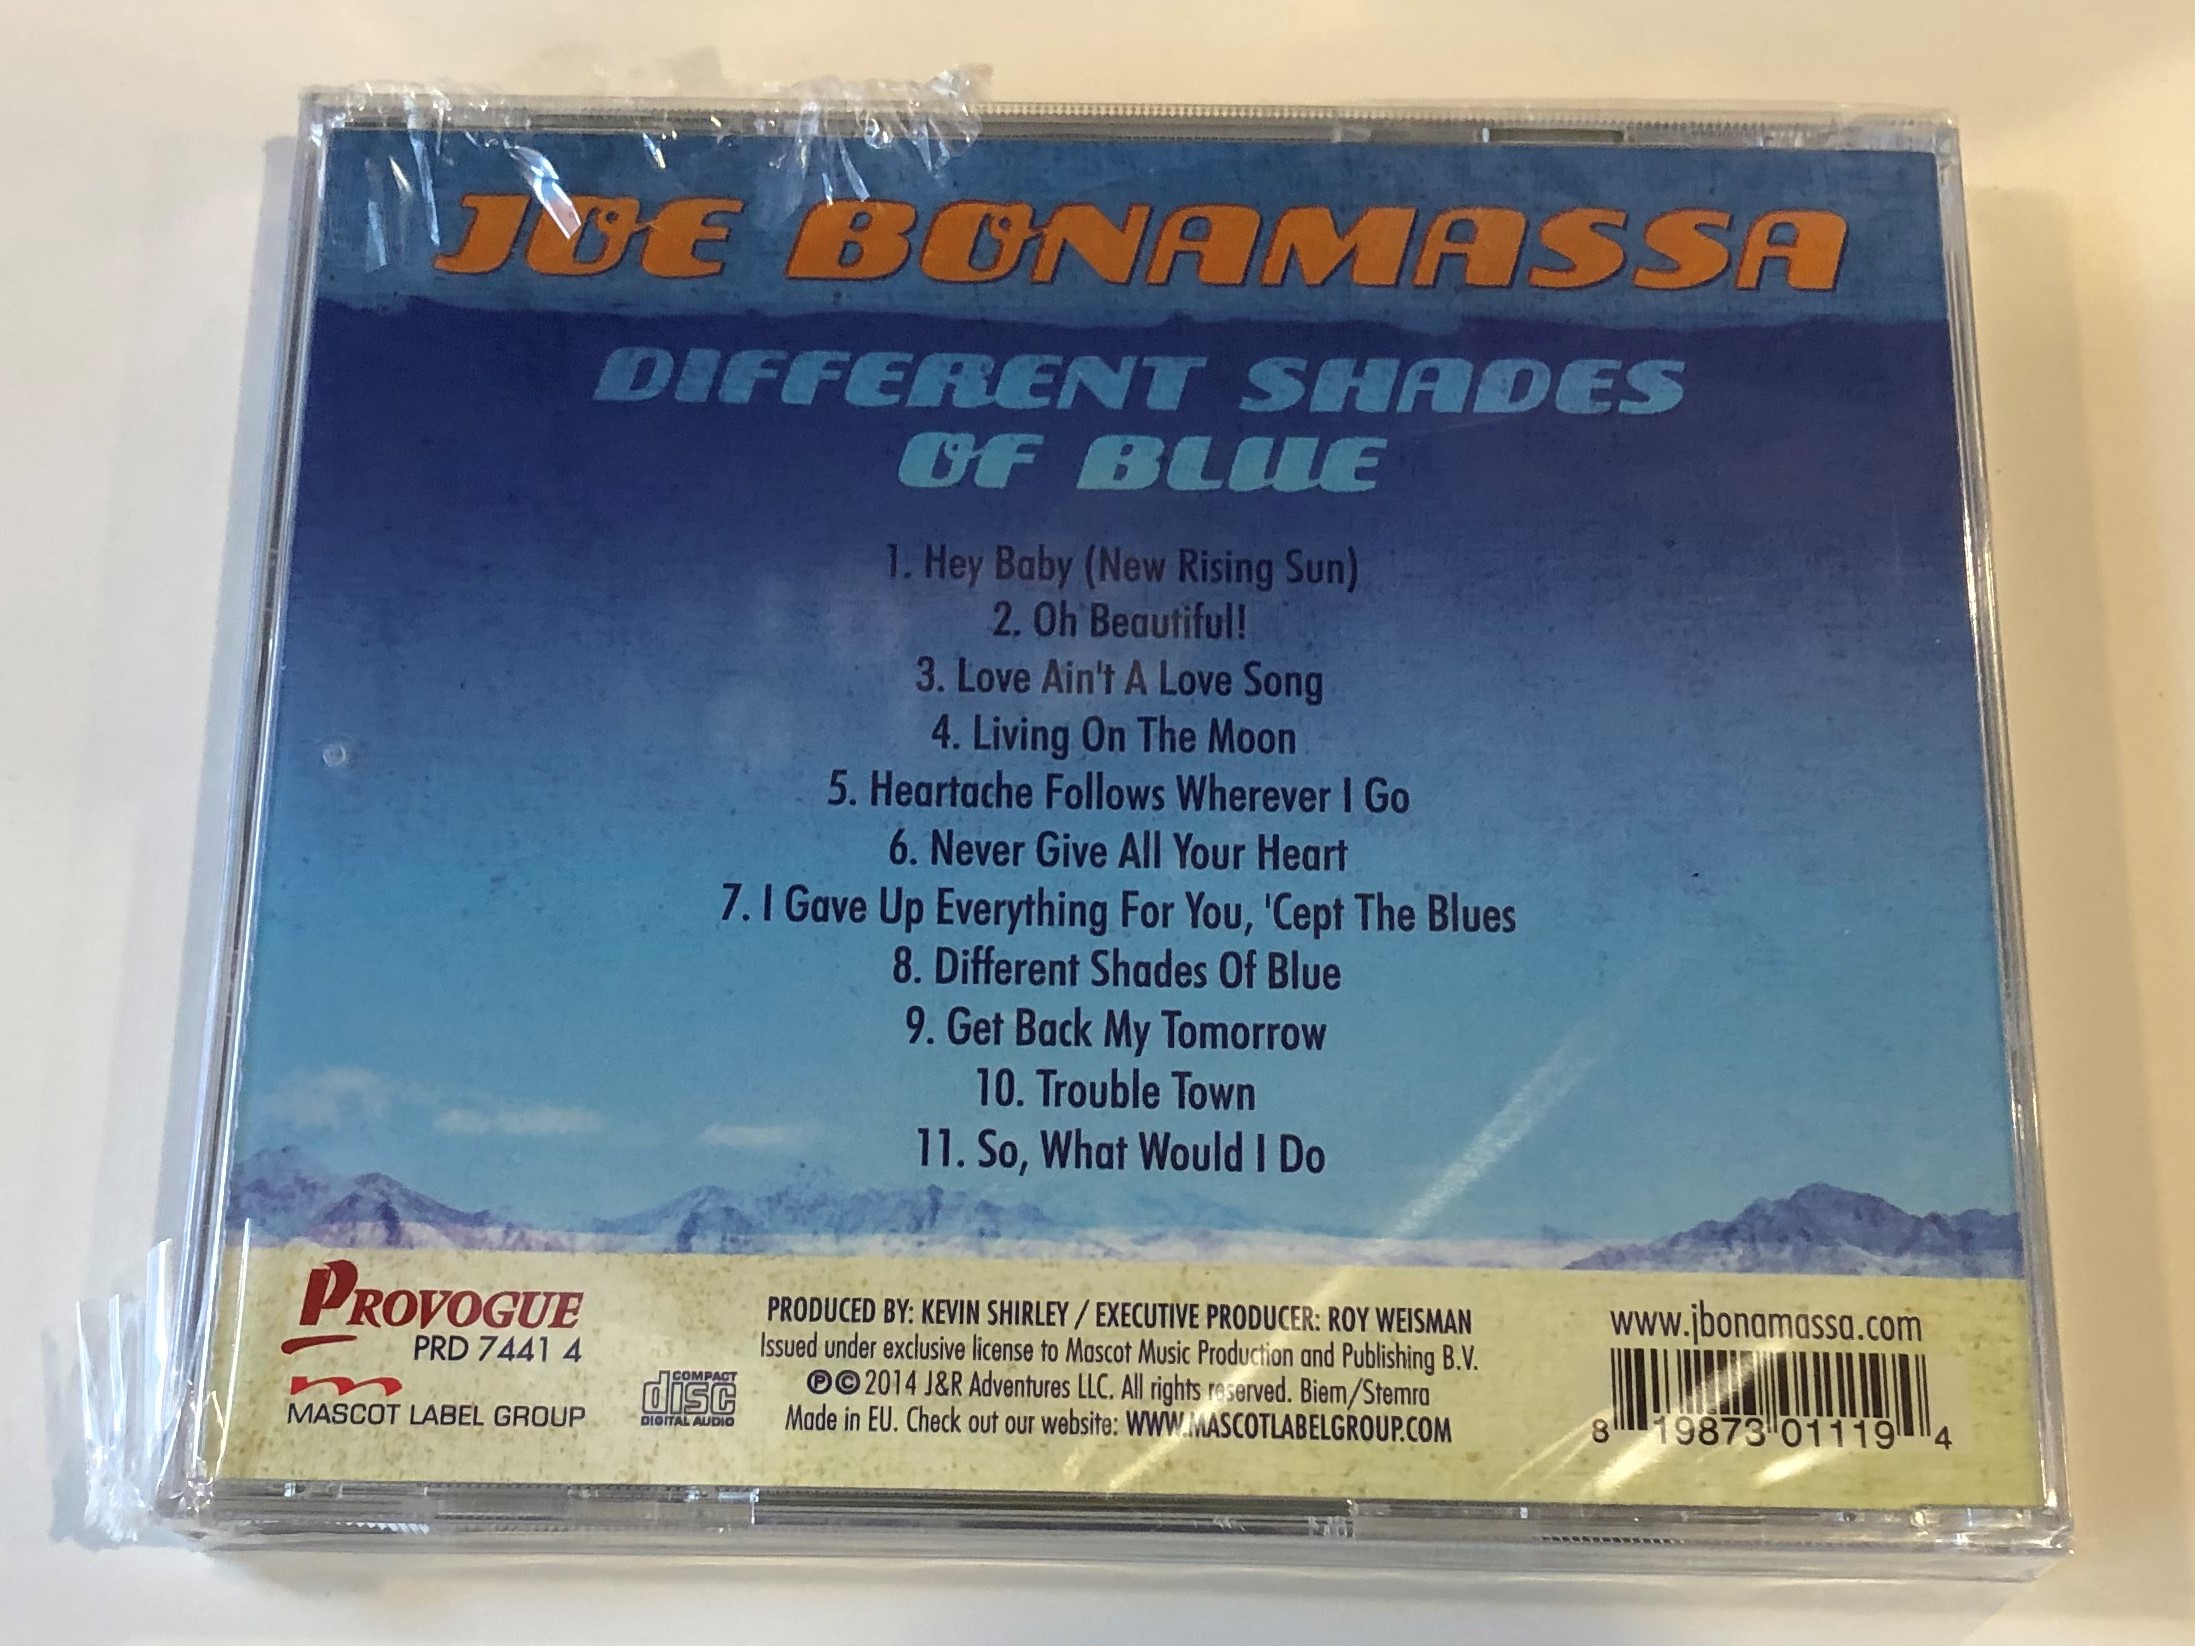 JOE BONAMASSA
DIFFERENT SHADES
OF BLUE
1. Hey Baby (New Rising Sun)
2. Oh Beautiful!
3. Love Ain't A Love Song
4. Living On The Moon
5. Heartache Follows Wherever I Go
6. Never Give All Your Heart
7. I Gave Up Everything For You, 'Cept The Blues
8. Different Shades Of Blue
9. Get Back My Tomorrow
10. Trouble Town
11. So, What Would I Do
PROVOGUE
PRD 7441 4
MASCOT LABEL GROUP
COMPACT
disc
DIGITAL AUDIO
PRODUCED BY: KEVIN SHIRLEY / EXECUTIVE PRODUCER: ROY WEISMAN
Issued under exclusive license to Mascot Music Production and Publishing B.V.
℗©2014 J&R Adventures LLC. All rights reserved. Biem/Stemra
Made in EU. Check out our website: WWW.MASCOTLABELGROUP.COM
www.jbonamassa.com
8 19873 01119 4